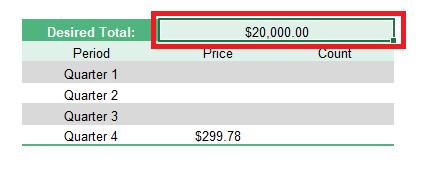 Desired Total: $20,000.00
Period Price Count
Quarter 1
Quarter 2
Quarter 3
Quarter 4 $299.78